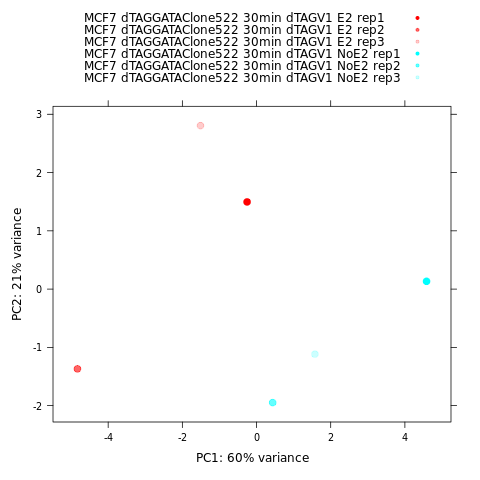 MCF7 dTAGGATAClone522 30min dTAGV1 E2 rep1
MCF7 dTAGGATAClone522 30min dTAGV1 E2 rep2
MCF7 dTAGGATAClone522 30min dTAGV1 E2 rep3
MCF7 dTAGGATAClone522 30min dTAGV1 NoE2 rep1
MCF7 dTAGGATAClone522 30min dTAGV1 NoE2 rep2
MCF7 dTAGGATAClone522 30min dTAGV1 NoE2 rep3
3
2
1
0
-1
-2
PC2: 21% variance
-4 -2 0 2 4
PC1: 60% variance